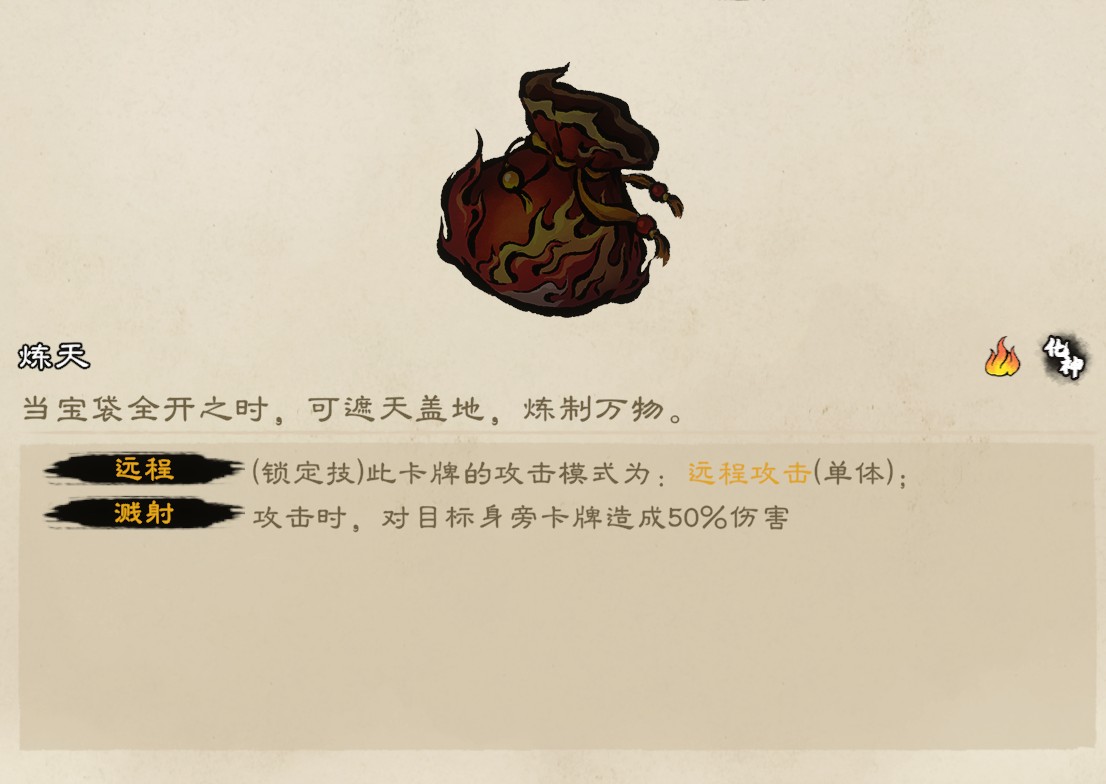 炼天
化神
当宝袋全开之时，可遮天盖地，炼制万物。
远程 (锁定技)此卡牌的攻击模式为：远程攻击(单体)；
溅射 攻击时，对目标身旁卡牌造成50%伤害